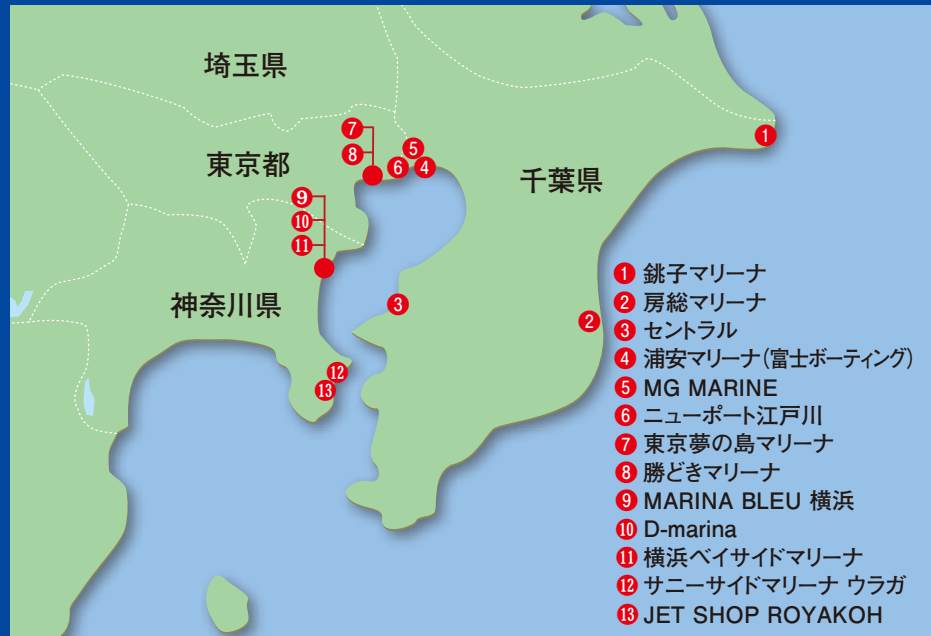 埼玉県
東京都
千葉県
神奈川県
7
8
5
6
4
1
9
10
11
3
2
12
13
1 銚子マリーナ
2 房総マリーナ
3 セントラル
4 浦安マリーナ(富士ボーティング)
5 MG MARINE
6 ニューポート江戸川
7 東京夢の島マリーナ
8 勝どきマリーナ
9 MARINA BLEU 横浜
10 D-marina
11 横浜ベイサイドマリーナ
12 サニーサイドマリーナ ウラガ
13 JET SHOP ROYAKOH